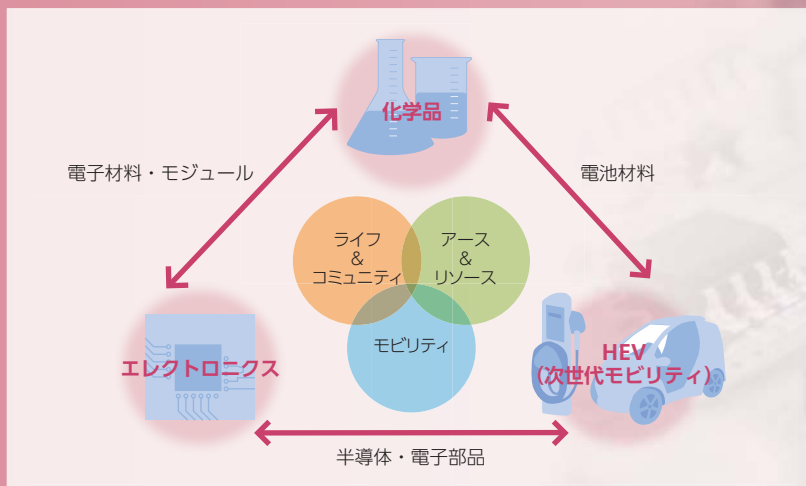 化学品
電子材料・モジュール
電池材料
ライフ
&
コミュニティ
アース
&
リソース
モビリティ
エレクトロニクス
HEV
（次世代モビリティ）
半導体・電子部品